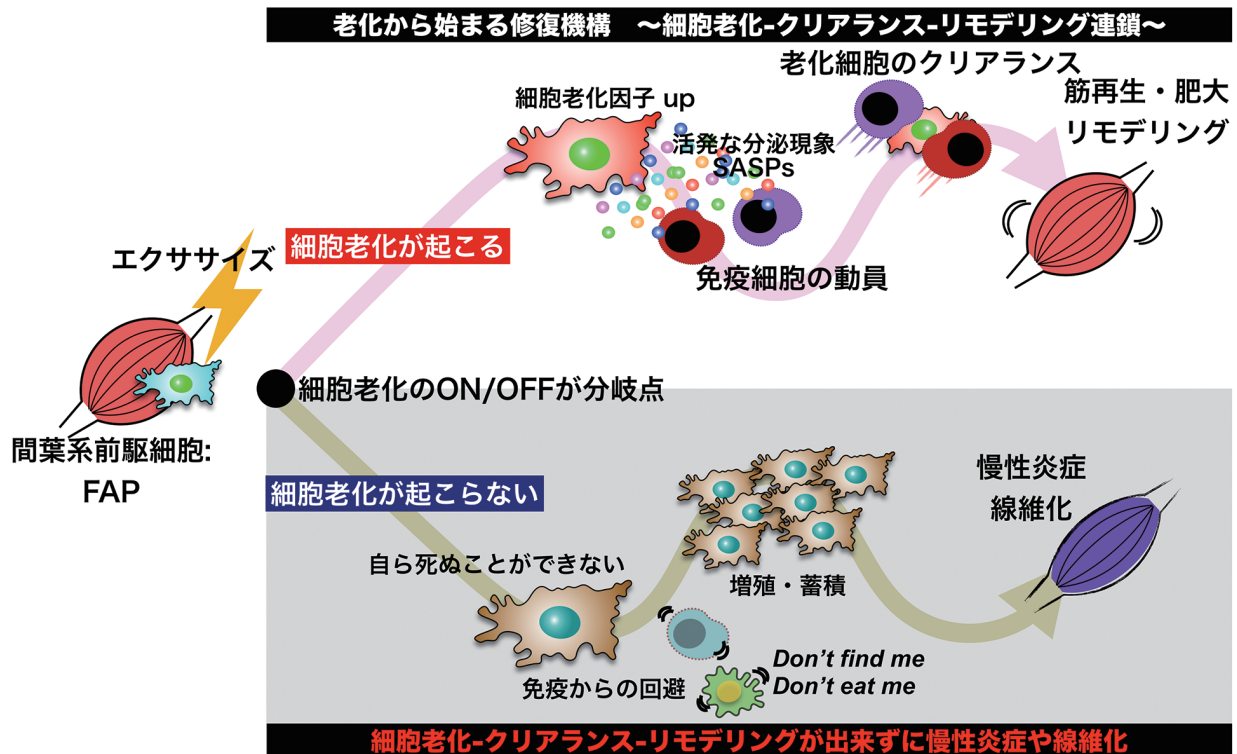 老化から始まる修復機構　〜細胞老化-クリアランス-リモデリング連鎖〜
老化細胞のクリアランス
細胞老化因子 up
筋再生・肥大
リモデリング
活発な分泌現象
SASPs
エクササイズ
細胞老化が起こる
免疫細胞の動員
細胞老化のON/OFFが分岐点
間葉系前駆細胞:
FAP
細胞老化が起こらない
慢性炎症
線維化
自ら死ぬことができない
増殖・蓄積
免疫からの回避
Don't find me
Don't eat me
細胞老化-クリアランス-リモデリングが出来ずに慢性炎症や線維化